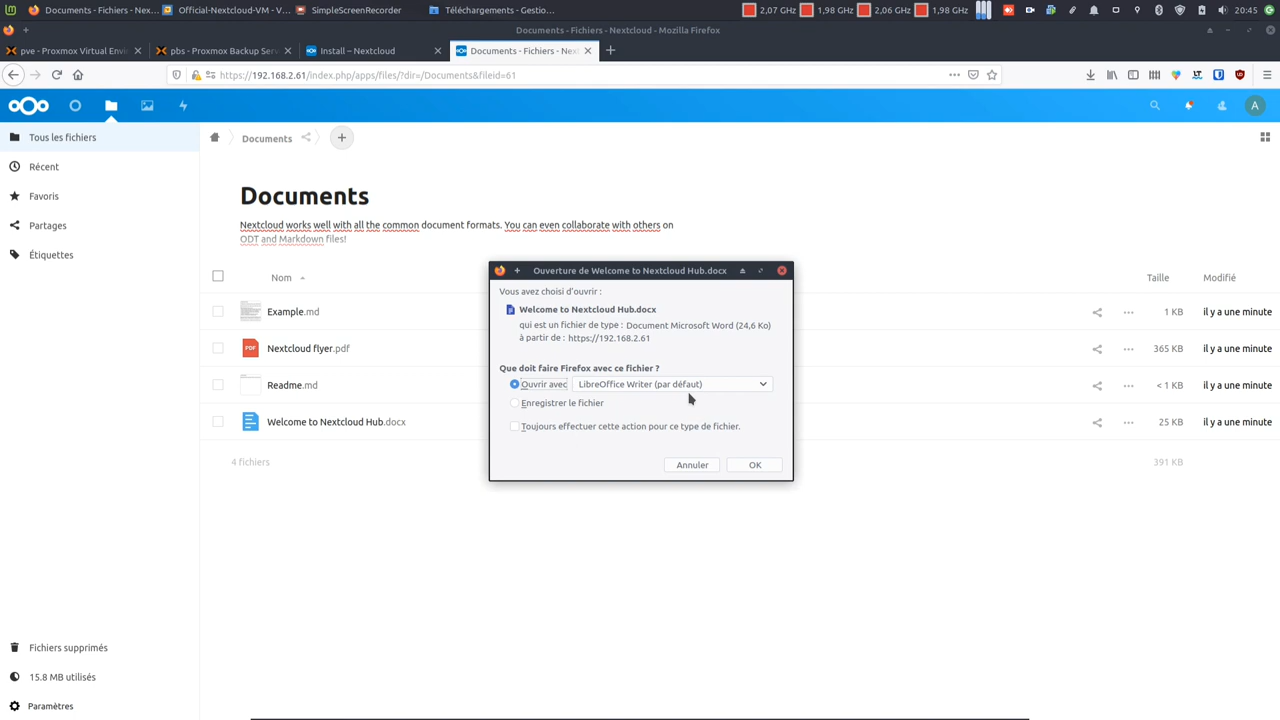 Documents - Fichiers - Nex...
Official-Nextcloud-VM - V...
SimpleScreenRecorder
Téléchargements - Gestio...
2,07 GHz
1,98 GHz
2,06 GHz
1,98 GHz
20:45
Documents - Fichiers - Nextcloud - Mozilla Firefox
pve - Proxmox Virtual Envi
pbs - Proxmox Backup Serv
Install – Nextcloud
Documents - Fichiers - Nex
https://192.168.2.61/index.php/apps/files/?dir=/Documents&fileid=61
A
Tous les fichiers
Récent
Favoris
Partages
Étiquettes
Documents
Documents
Nextcloud works well with all the common document formats. You can even collaborate with others on
ODT and Markdown files!
Nom
Taille
Modifié
Example.md
1 KB
il y a une minute
Nextcloud flyer.pdf
365 KB
il y a une minute
Readme.md
< 1 KB
il y a une minute
Welcome to Nextcloud Hub.docx
25 KB
il y a une minute
4 fichiers
391 KB
PDF
Ouverture de Welcome to Nextcloud Hub.docx
Vous avez choisi d'ouvrir :
Welcome to Nextcloud Hub.docx
qui est un fichier de type : Document Microsoft Word (24,6 Ko)
à partir de : https://192.168.2.61
Que doit faire Firefox avec ce fichier ?
Ouvrir avec
LibreOffice Writer (par défaut)
Enregistrer le fichier
Toujours effectuer cette action pour ce type de fichier.
Annuler
OK
Fichiers supprimés
15.8 MB utilisés
Paramètres